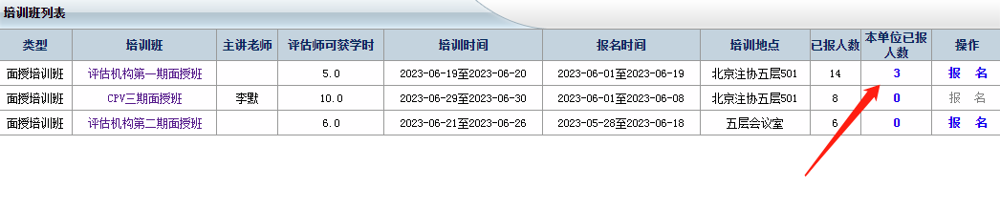 培训班列表
类型 培训班 主讲老师 评估师可获学时 培训时间 报名时间 培训地点 已报人数 本单位已报人数 操作
面授培训班 评估机构第一期面授班 5.0 2023-06-19至2023-06-20 2023-06-01至2023-06-19 北京注协五层501 14 3 报 名
面授培训班 CPV三期面授班 李默 10.0 2023-06-29至2023-06-30 2023-06-01至2023-06-08 北京注协五层501 8 0 报 名
面授培训班 评估机构第二期面授班 6.0 2023-06-21至2023-06-26 2023-05-28至2023-06-18 五层会议室 6 0 报 名